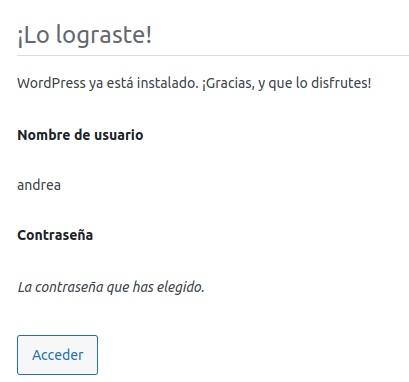 ¡Lo lograste!
WordPress ya está instalado. ¡Gracias, y que lo disfrutes!
Nombre de usuario
andrea
Contraseña
La contraseña que has elegido.
Acceder